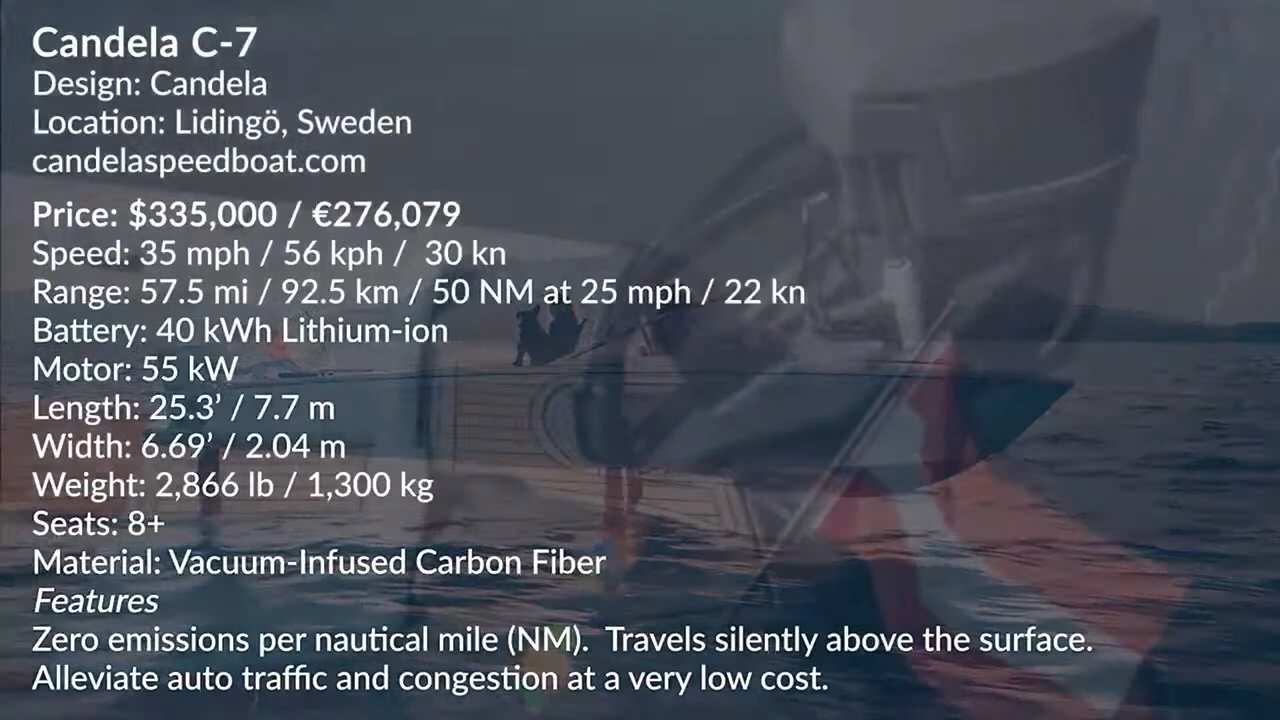 Candela C-7
Design: Candela
Location: Lidingö, Sweden
candelaspeedboat.com
Price: $335,000 / €276,079
Speed: 35 mph / 56 kph /  30 kn
Range: 57.5 mi / 92.5 km / 50 NM at 25 mph / 22 kn
Battery: 40 kWh Lithium-ion
Motor: 55 kW
Length: 25.3’ / 7.7 m
Width: 6.69’ / 2.04 m
Weight: 2,866 lb / 1,300 kg
Seats: 8+
Material: Vacuum-Infused Carbon Fiber
Features
Zero emissions per nautical mile (NM).  Travels silently above the surface.
Alleviate auto traffic and congestion at a very low cost.